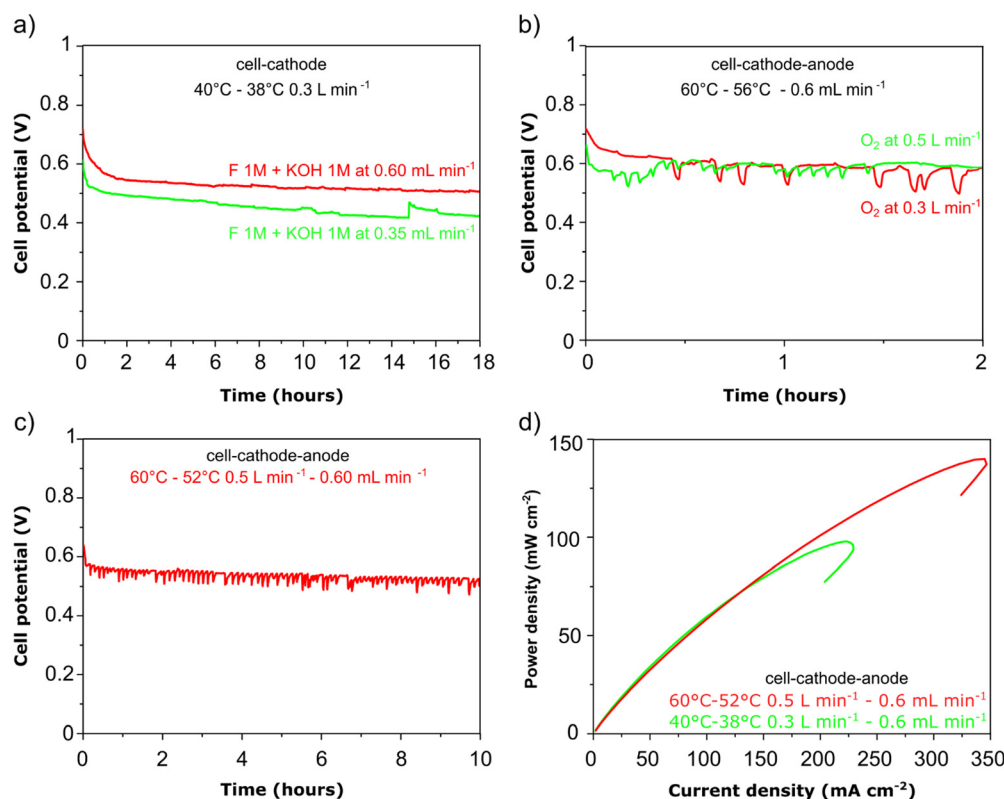 a)
1
0.8
0.6
0.4
0.2
0
Cell potential (V)
cell-cathode
40°C - 38°C 0.3 L min⁻¹
F 1M + KOH 1M at 0.60 mL min⁻¹
F 1M + KOH 1M at 0.35 mL min⁻¹
0 2 4 6 8 10 12 14 16 18
Time (hours)
b)
1
0.8
0.6
0.4
0.2
0
Cell potential (V)
cell-cathode-anode
60°C - 56°C - 0.6 mL min⁻¹
O₂ at 0.5 L min⁻¹
O₂ at 0.3 L min⁻¹
0 1 2
Time (hours)
c)
1
0.8
0.6
0.4
0.2
0
Cell potential (V)
cell-cathode-anode
60°C - 52°C 0.5 L min⁻¹ - 0.60 mL min⁻¹
0 2 4 6 8 10
Time (hours)
d)
150
100
50
0
Power density (mW cm⁻²)
cell-cathode-anode
60°C-52°C 0.5 L min⁻¹ - 0.6 mL min⁻¹
40°C-38°C 0.3 L min⁻¹ - 0.6 mL min⁻¹
0 50 100 150 200 250 300 350
Current density (mA cm⁻²)